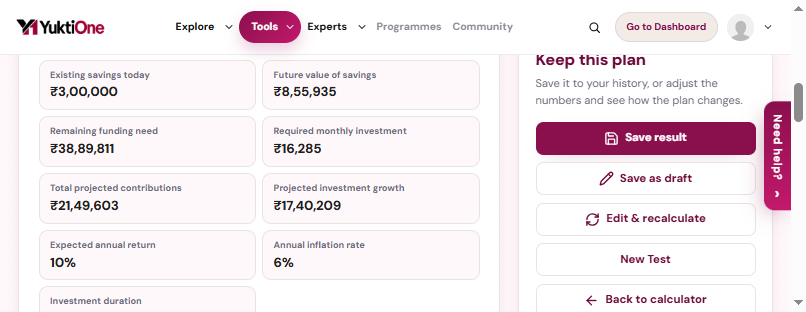 YuktiOne
Explore
Tools
Experts
Programmes
Community
Go to Dashboard
Existing savings today
₹3,00,000
Future value of savings
₹8,55,935
Remaining funding need
₹38,89,811
Required monthly investment
₹16,285
Total projected contributions
₹21,49,603
Projected investment growth
₹17,40,209
Expected annual return
10%
Annual inflation rate
6%
Investment duration
Keep this plan
Save it to your history, or adjust the
numbers and see how the plan changes.
Save result
Save as draft
Edit & recalculate
New Test
Back to calculator
Need help?